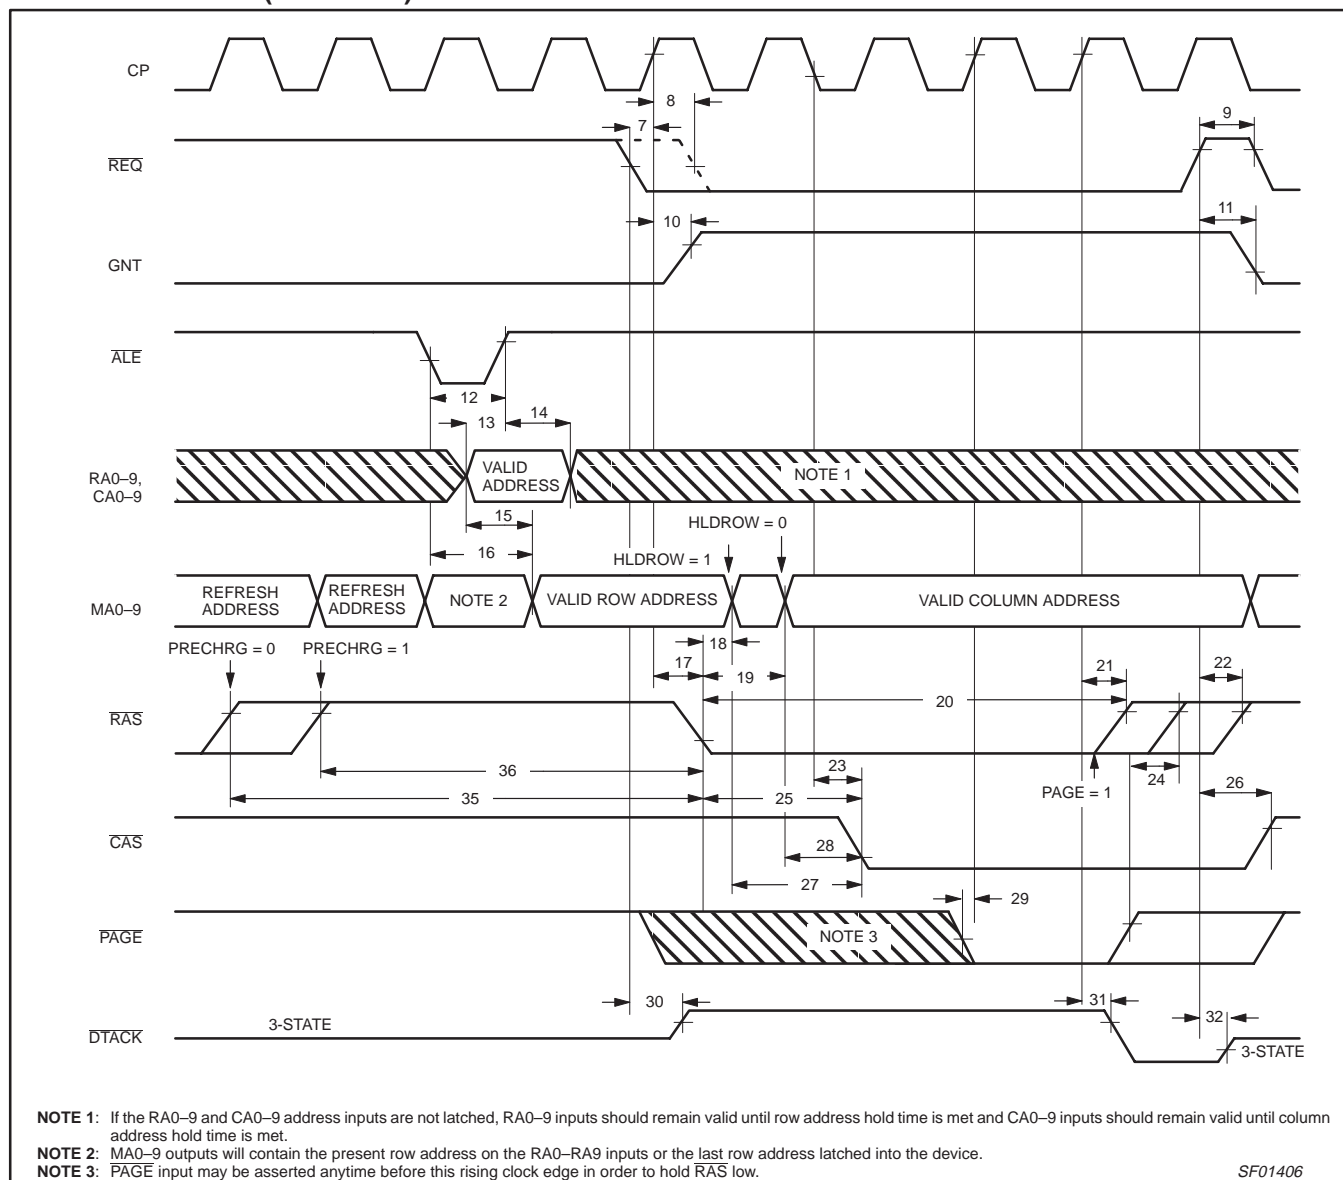 CP
8
7
9
REQ
10
11
GNT
ALE
12
13
14
RA0–9,
CA0–9
VALID
ADDRESS
NOTE 1
15
16
HLDROW = 0
HLDROW = 1
MA0–9
REFRESH
ADDRESS
REFRESH
ADDRESS
NOTE 2
VALID ROW ADDRESS
VALID COLUMN ADDRESS
PRECHRG = 0
PRECHRG = 1
18
17
19
21
22
20
RAS
36
23
24
35
25
PAGE = 1
26
CAS
28
27
29
PAGE
NOTE 3
30
31
32
DTACK
3-STATE
3-STATE
NOTE 1: If the RA0–9 and CA0–9 address inputs are not latched, RA0–9 inputs should remain valid until row address hold time is met and CA0–9 inputs should remain valid until column
address hold time is met.
NOTE 2: MA0–9 outputs will contain the present row address on the RA0–RA9 inputs or the last row address latched into the device.
NOTE 3: PAGE input may be asserted anytime before this rising clock edge in order to hold RAS low.
SF01406